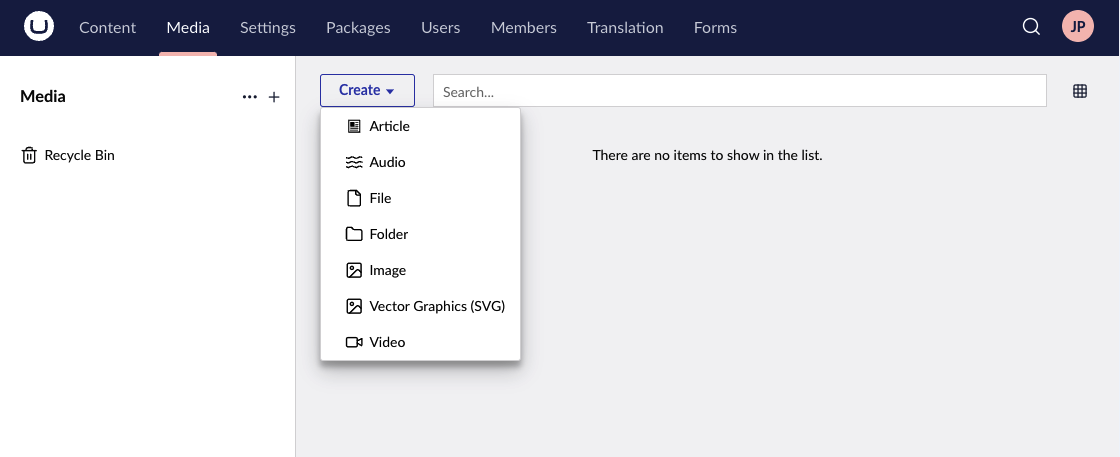 Content Media Settings Packages Users Members Translation Forms JP
Media
Recycle Bin
Create
Search...
Article
Audio
File
Folder
Image
Vector Graphics (SVG)
Video
There are no items to show in the list.